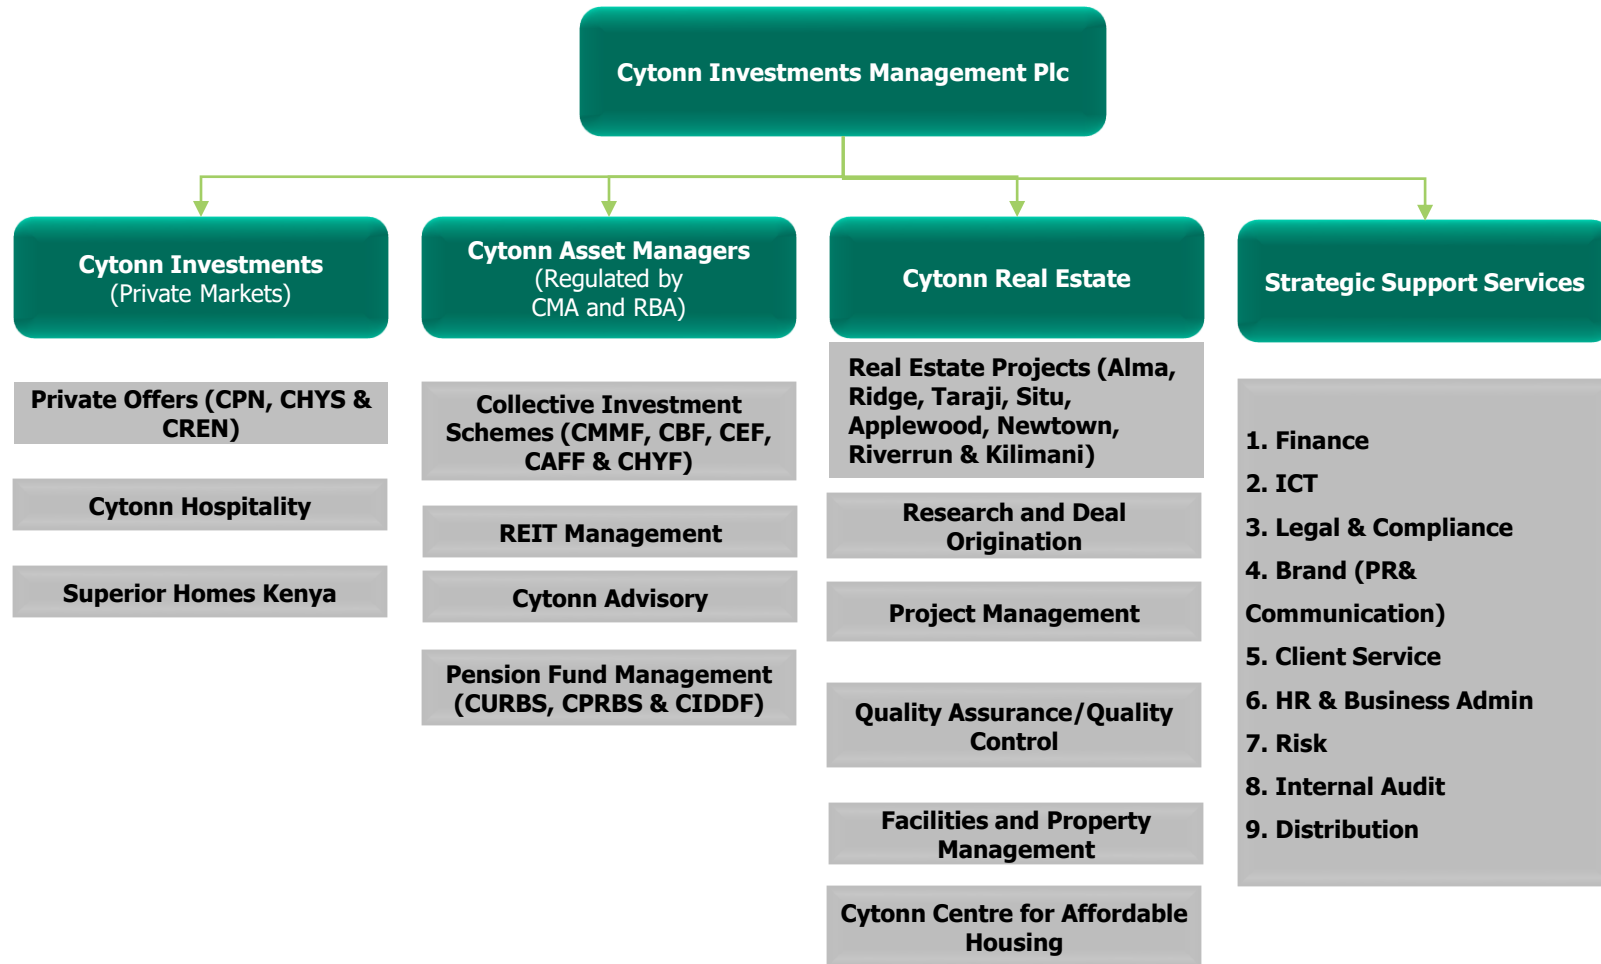 Cytonn Investments Management Plc
Cytonn Investments
(Private Markets)
Private Offers (CPN, CHYS &
CREN)
Cytonn Hospitality
Superior Homes Kenya
Cytonn Asset Managers
(Regulated by
CMA and RBA)
Collective Investment
Schemes (CMMF, CBF, CEF,
CAFF & CHYF)
REIT Management
Cytonn Advisory
Pension Fund Management
(CURBS, CPRBS & CIDDF)
Cytonn Real Estate
Real Estate Projects (Alma,
Ridge, Taraji, Situ,
Applewood, Newtown,
Riverrun & Kilimani)
Research and Deal
Origination
Project Management
Quality Assurance/Quality
Control
Facilities and Property
Management
Cytonn Centre for Affordable
Housing
Strategic Support Services
1. Finance
2. ICT
3. Legal & Compliance
4. Brand (PR&
Communication)
5. Client Service
6. HR & Business Admin
7. Risk
8. Internal Audit
9. Distribution